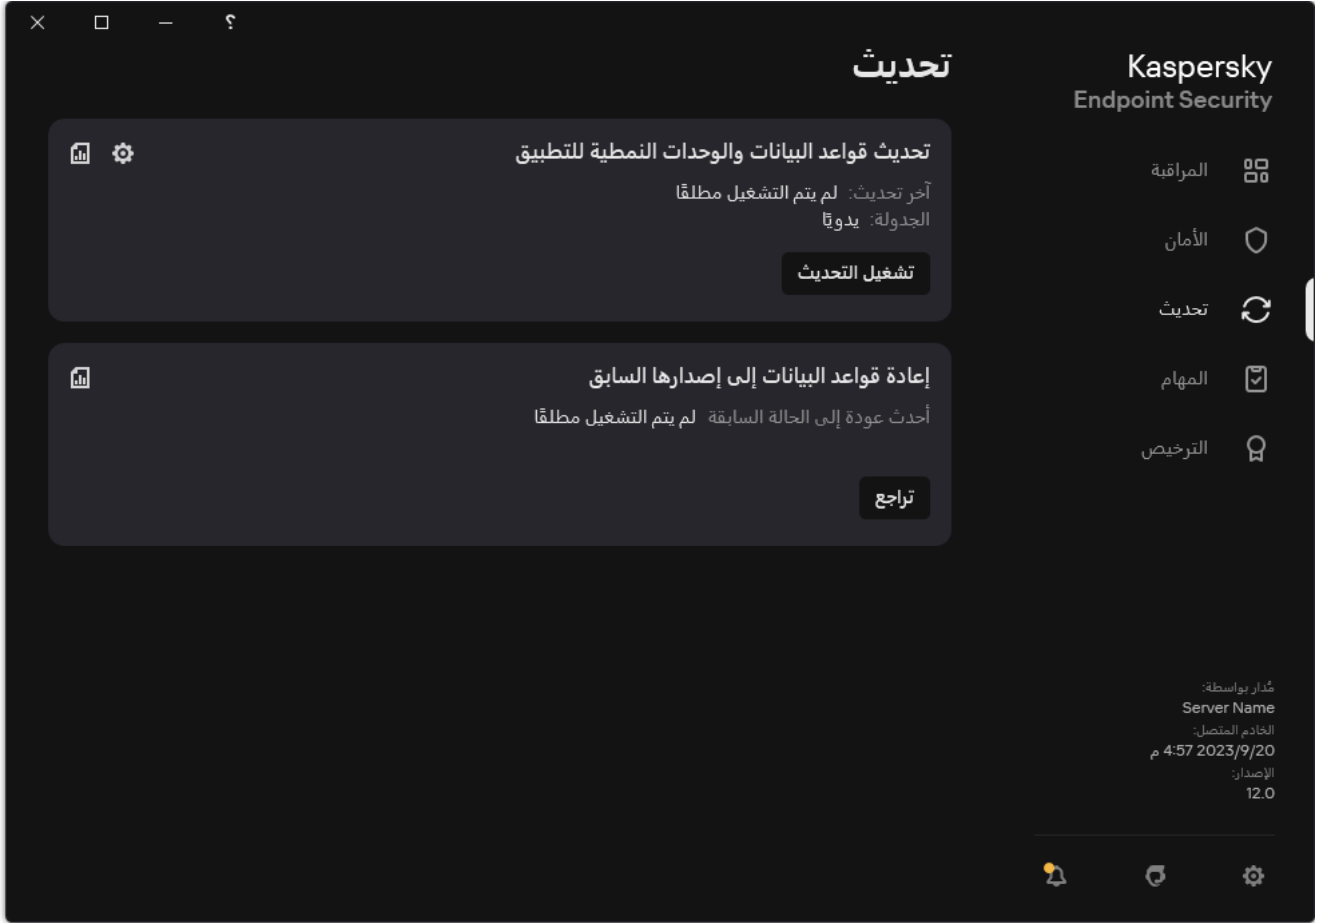 ؟
Kaspersky
Endpoint Security
المراقبة
الأمان
تحديث
المهام
الترخيص
مُدار بواسطة:
Server Name
الخادم المتصل:
2023/9/20 4:57 م
الإصدار:
12.0
تحديث
تحديث قواعد البيانات والوحدات النمطية للتطبيق
آخر تحديث: لم يتم التشغيل مطلقًا
الجدولة: يدويًا
تشغيل التحديث
إعادة قواعد البيانات إلى إصدارها السابق
أحدث عودة إلى الحالة السابقة لم يتم التشغيل مطلقًا
تراجع